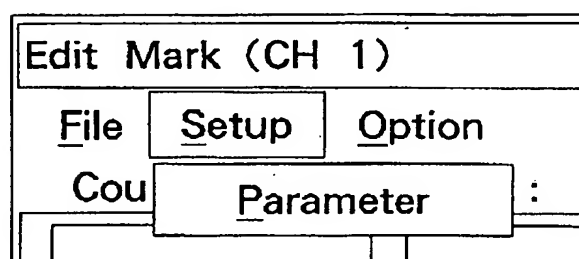 Edit Mark (CH 1)
File Setup Option
Cou :
Parameter